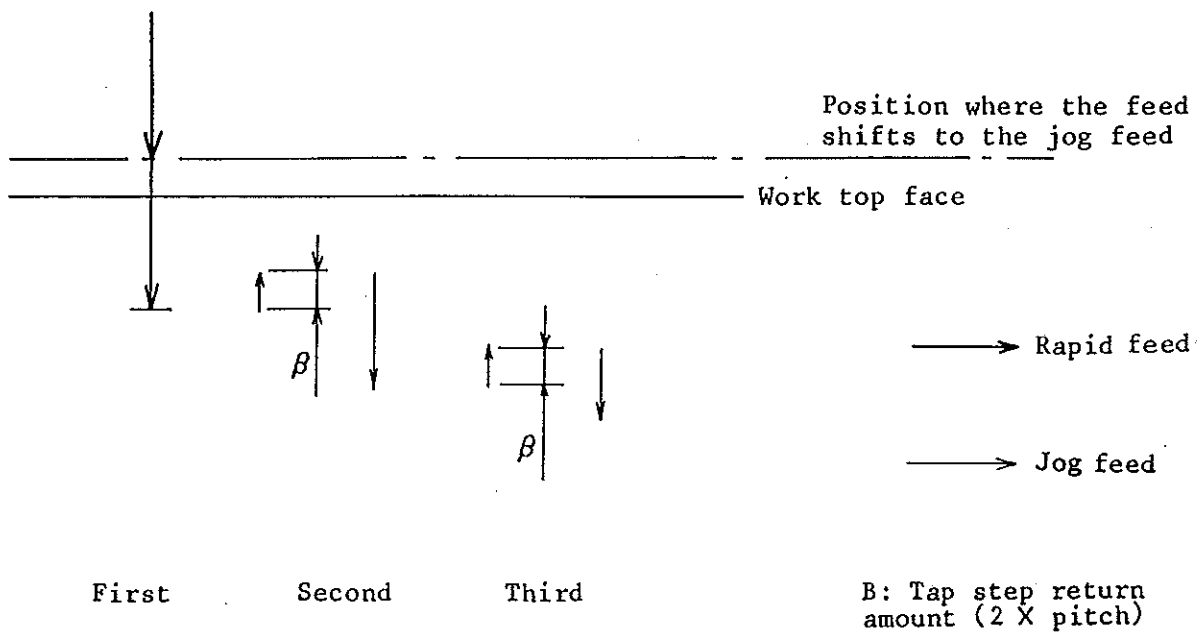 Position where the feed
shifts to the jog feed
Work top face
β
β
Rapid feed
Jog feed
First
Second
Third
B: Tap step return
amount (2 X pitch)